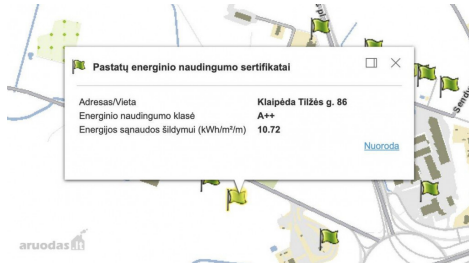 Pastatų energinio naudingumo sertifikatai
Adresas/Vieta Klaipėda Tilžės g. 86
Energinio naudingumo klasė A++
Energijos sąnaudos šildymui (kWh/m²/m) 10.72
Nuoroda
aruodas.lt